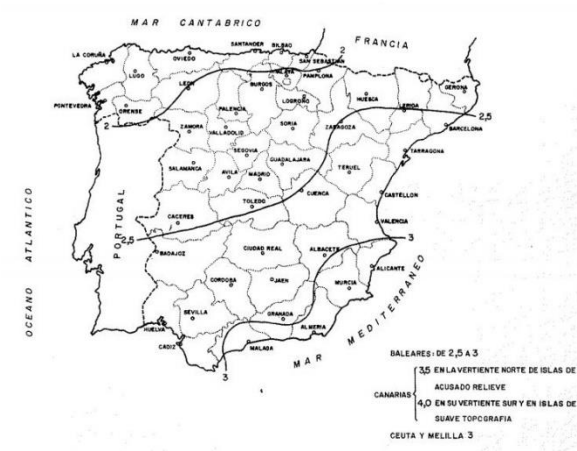 MAR CANTABRICO
FRANCIA
LA CORUÑA
LUGO
OVIEDO
SANTANDER
BILBAO
SAN SEBASTIAN
2
PONTEVEDRA
ORENSE
LEON
BURGOS
ALAVA
PAMPLONA
LOGROÑO
HUESCA
LERIDA
GERONA
2
PALENCIA
ZAMORA
VALLADOLID
SORIA
ZARAGOZA
BARCELONA
2,5
TARRAGONA
SEGOVIA
SALAMANCA
AVILA
MADRID
GUADALAJARA
TERUEL
CASTELLON
TOLEDO
CUENCA
VALENCIA
CACERES
2,5
BADAJOZ
CIUDAD REAL
ALBACETE
3
ALICANTE
CORDOBA
JAEN
MURCIA
SEVILLA
GRANADA
HUELVA
ALMERIA
CADIZ
MALAGA
3
OCEANO ATLANTICO
PORTUGAL
MAR MEDITERRANEO
BALEARES: DE 2,5 A 3
CANARIAS
3,5 EN LA VERTIENTE NORTE DE ISLAS DE
ACUSADO RELIEVE
4,0 EN SU VERTIENTE SUR Y EN ISLAS DE
SUAVE TOPOGRAFIA
CEUTA Y MELILLA 3